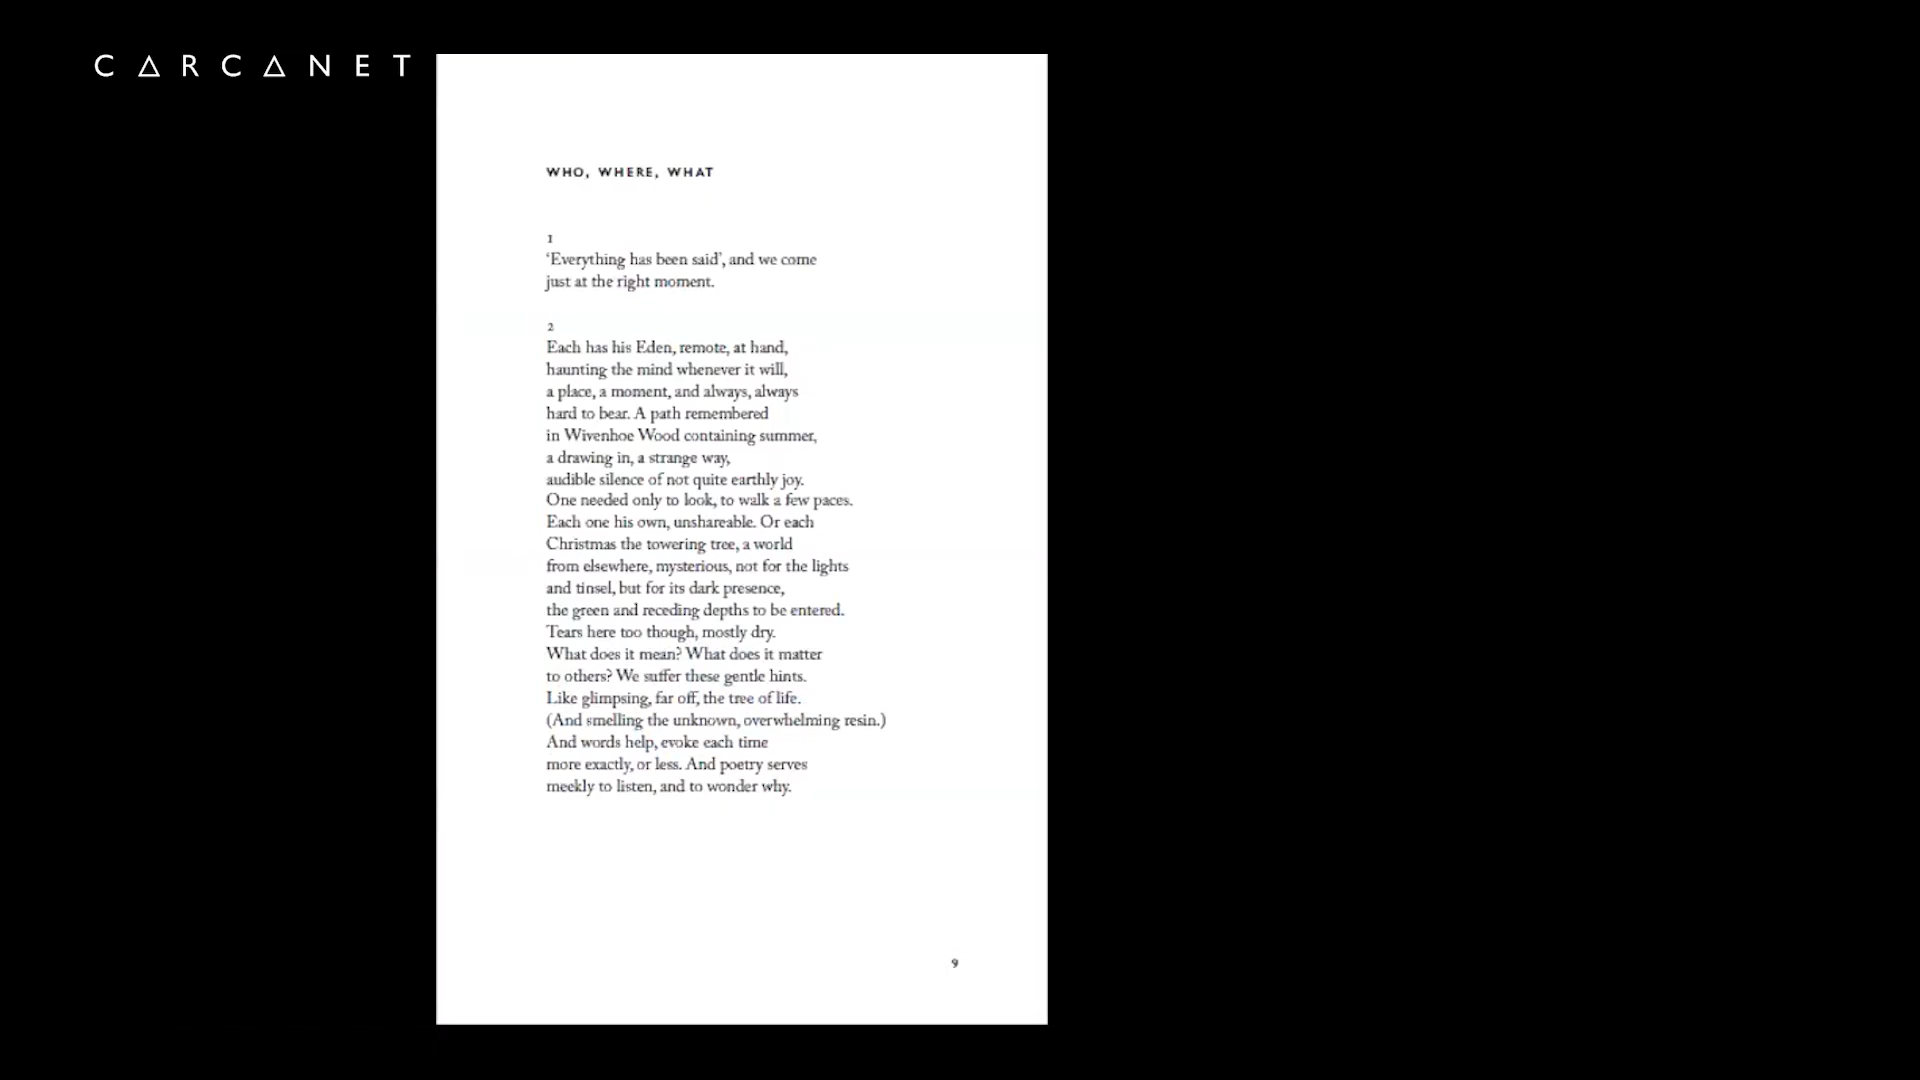 CARCANET
WHO, WHERE, WHAT
1
‘Everything has been said’, and we come
just at the right moment.
2
Each has his Eden, remote, at hand,
haunting the mind whenever it will,
a place, a moment, and always, always
hard to bear. A path remembered
in Wivenhoe Wood containing summer,
a drawing in, a strange way,
audible silence of not quite earthly joy.
One needed only to look, to walk a few paces.
Each one his own, unshareable. Or each
Christmas the towering tree, a world
from elsewhere, mysterious, not for the lights
and tinsel, but for its dark presence,
the green and receding depths to be entered.
Tears here too though, mostly dry.
What does it mean? What does it matter
to others? We suffer these gentle hints.
Like glimpsing, far off, the tree of life.
(And smelling the unknown, overwhelming resin.)
And words help, evoke each time
more exactly, or less. And poetry serves
meekly to listen, and to wonder why.
9